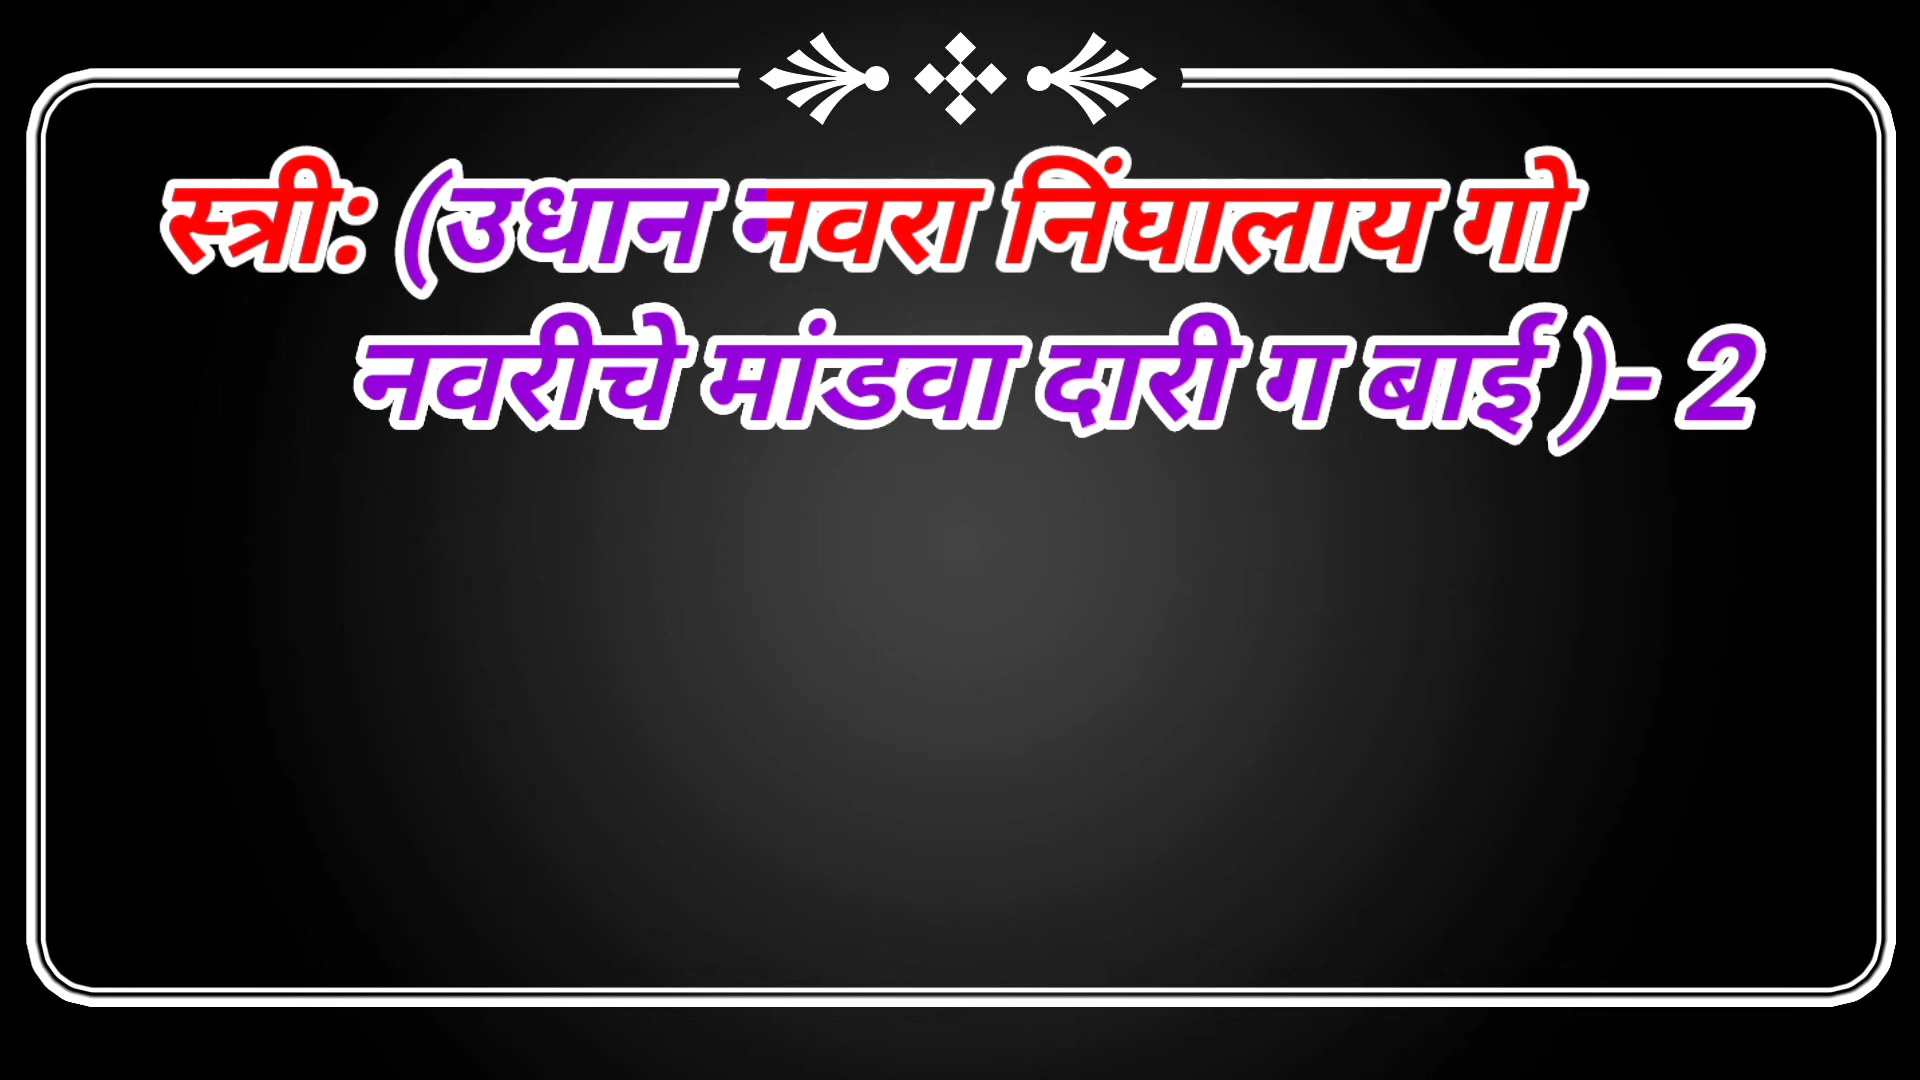 स्त्री: (उधान नवरा निंघालाय गो
नवरीचे मांडवा दारी ग बाई )- 2